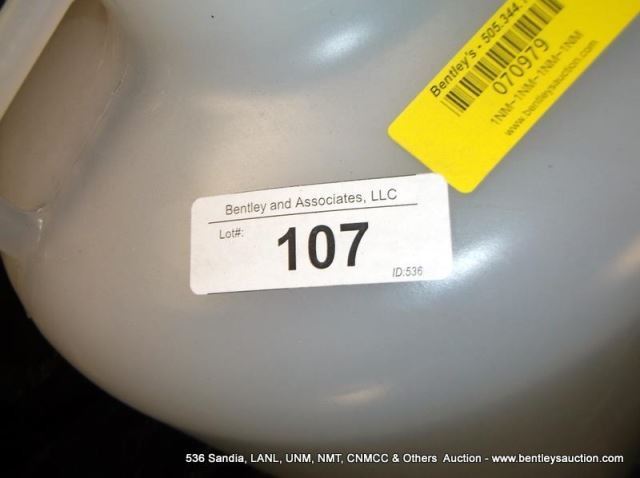 Bentley's - 505.344.
070979
1NM-1NM-1NM-1NM
www.bentleysauction.com
Bentley and Associates, LLC
Lot#:
107
ID:536
536 Sandia, LANL, UNM, NMT, CNMCC & Others Auction - www.bentleysauction.com